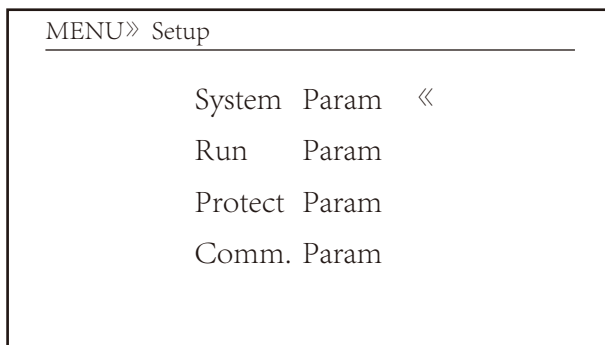 MENU》 Setup
System Param 《
Run Param
Protect Param
Comm. Param